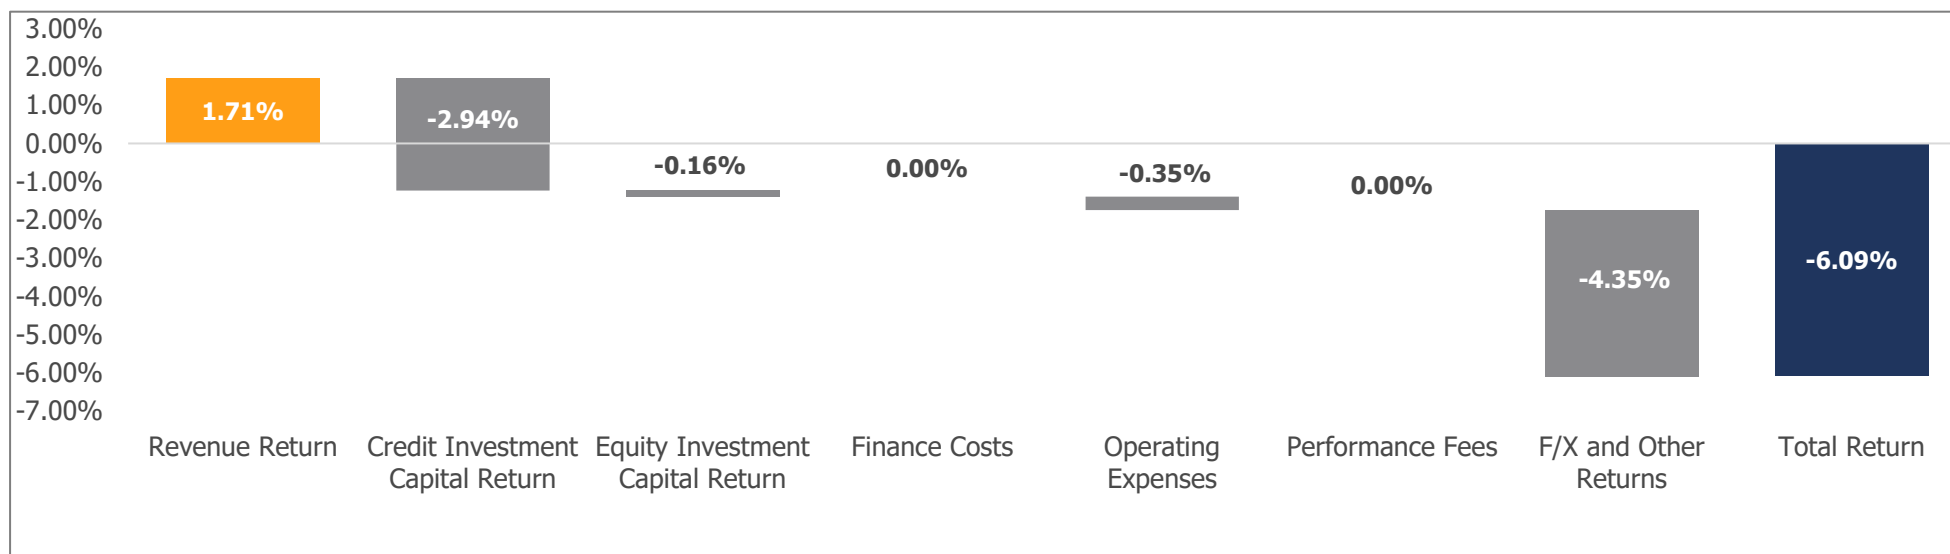 3.00%
2.00%
1.00%
0.00%
-1.00%
-2.00%
-3.00%
-4.00%
-5.00%
-6.00%
-7.00%
1.71%
-2.94%
-0.16%
0.00%
-0.35%
0.00%
-4.35%
-6.09%
Revenue Return
Credit Investment
Capital Return
Equity Investment
Capital Return
Finance Costs
Operating
Expenses
Performance Fees
F/X and Other
Returns
Total Return